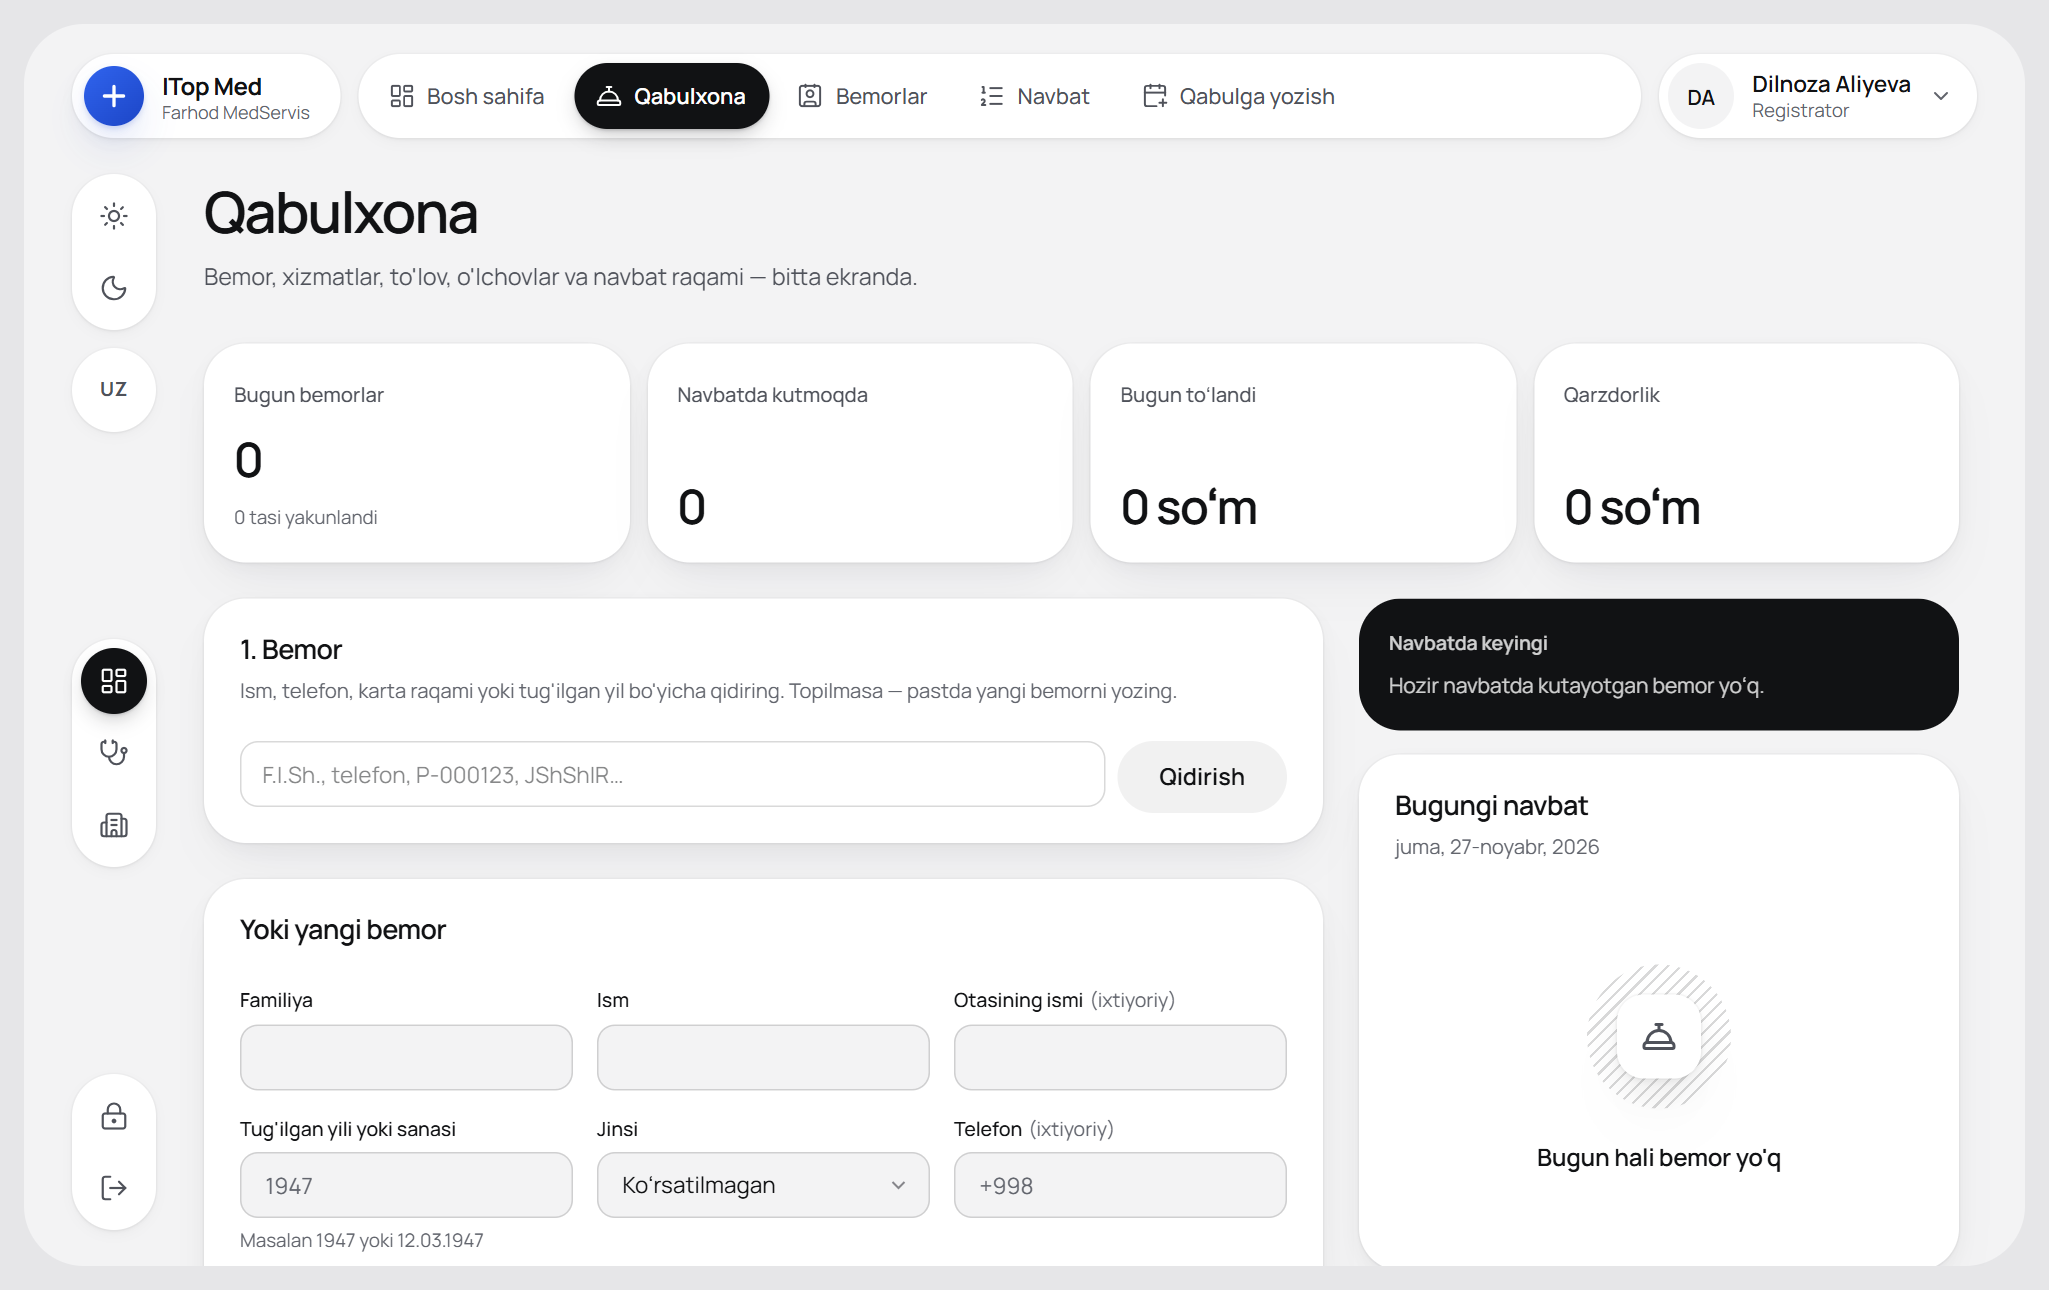 ITop Med
Farhod MedServis
Bosh sahifa
Qabulxona
Bemorlar
Navbat
Qabulga yozish
DA
Dilnoza Aliyeva
Registrator
UZ
Qabulxona
Bemor, xizmatlar, to'lov, o'lchovlar va navbat raqami — bitta ekranda.
Bugun bemorlar
0
0 tasi yakunlandi
Navbatda kutmoqda
0
Bugun to‘landi
0 so‘m
Qarzdorlik
0 so‘m
1. Bemor
Ism, telefon, karta raqami yoki tug'ilgan yil bo'yicha qidiring. Topilmasa — pastda yangi bemorni yozing.
F.I.Sh., telefon, P-000123, JShShIR...
Qidirish
Navbatda keyingi
Hozir navbatda kutayotgan bemor yo‘q.
Bugungi navbat
juma, 27-noyabr, 2026
Bugun hali bemor yo'q
Yoki yangi bemor
Familiya
Ism
Otasining ismi (ixtiyoriy)
Tug'ilgan yili yoki sanasi
Jinsi
Telefon (ixtiyoriy)
1947
Ko‘rsatilmagan
+998
Masalan 1947 yoki 12.03.1947